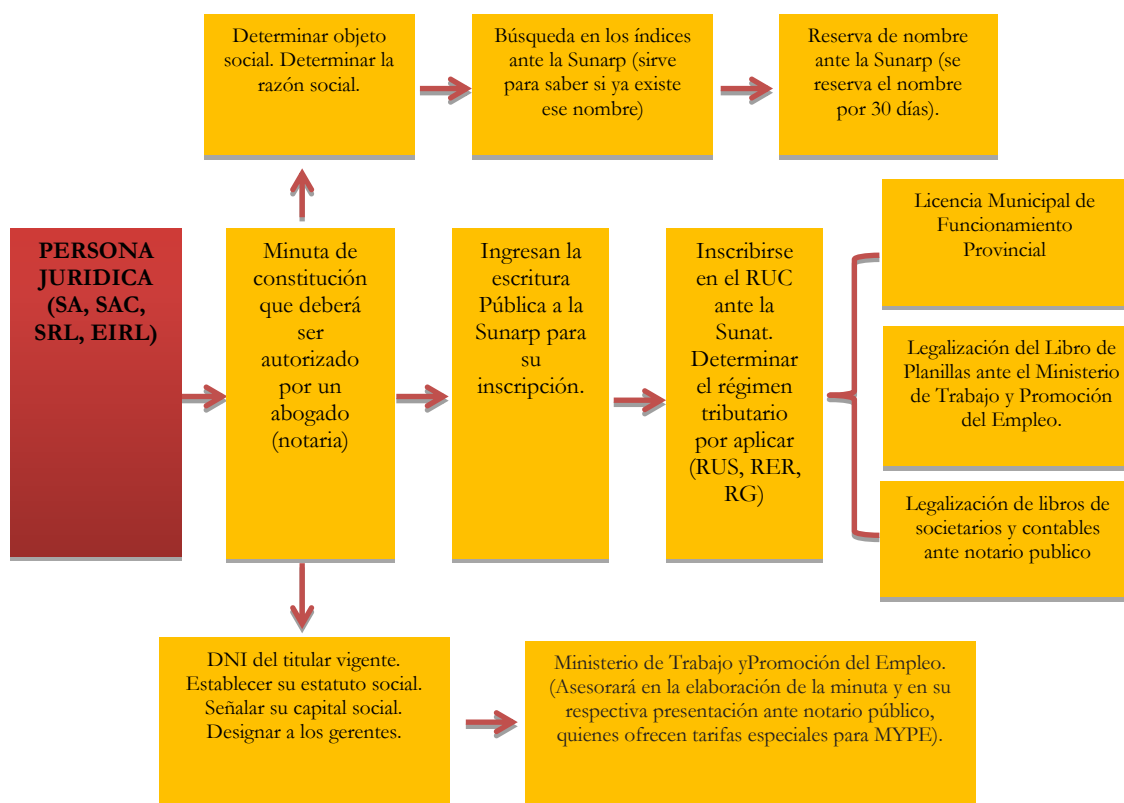 Determinar objeto
social. Determinar la
razón social.
Búsqueda en los índices
ante la Sunarp (sirve
para saber si ya existe
ese nombre)
Reserva de nombre
ante la Sunarp (se
reserva el nombre
por 30 días).
PERSONA
JURIDICA
(SA, SAC,
SRL, EIRL)
Minuta de
constitución
que deberá
ser
autorizado
por un
abogado
(notaria)
Ingresan la
escritura
Pública a la
Sunarp para
su
inscripción.
Inscribirse
en el RUC
ante la
Sunat.
Determinar
el régimen
tributario
por aplicar
(RUS, RER,
RG)
Licencia Municipal de
Funcionamiento
Provincial
Legalización del Libro de
Planillas ante el Ministerio
de Trabajo y Promoción
del Empleo.
Legalización de libros de
societarios y contables
ante notario publico
DNI del titular vigente.
Establecer su estatuto social.
Señalar su capital social.
Designar a los gerentes.
Ministerio de Trabajo yPromoción del Empleo.
(Asesorará en la elaboración de la minuta y en su
respectiva presentación ante notario público,
quienes ofrecen tarifas especiales para MYPE).